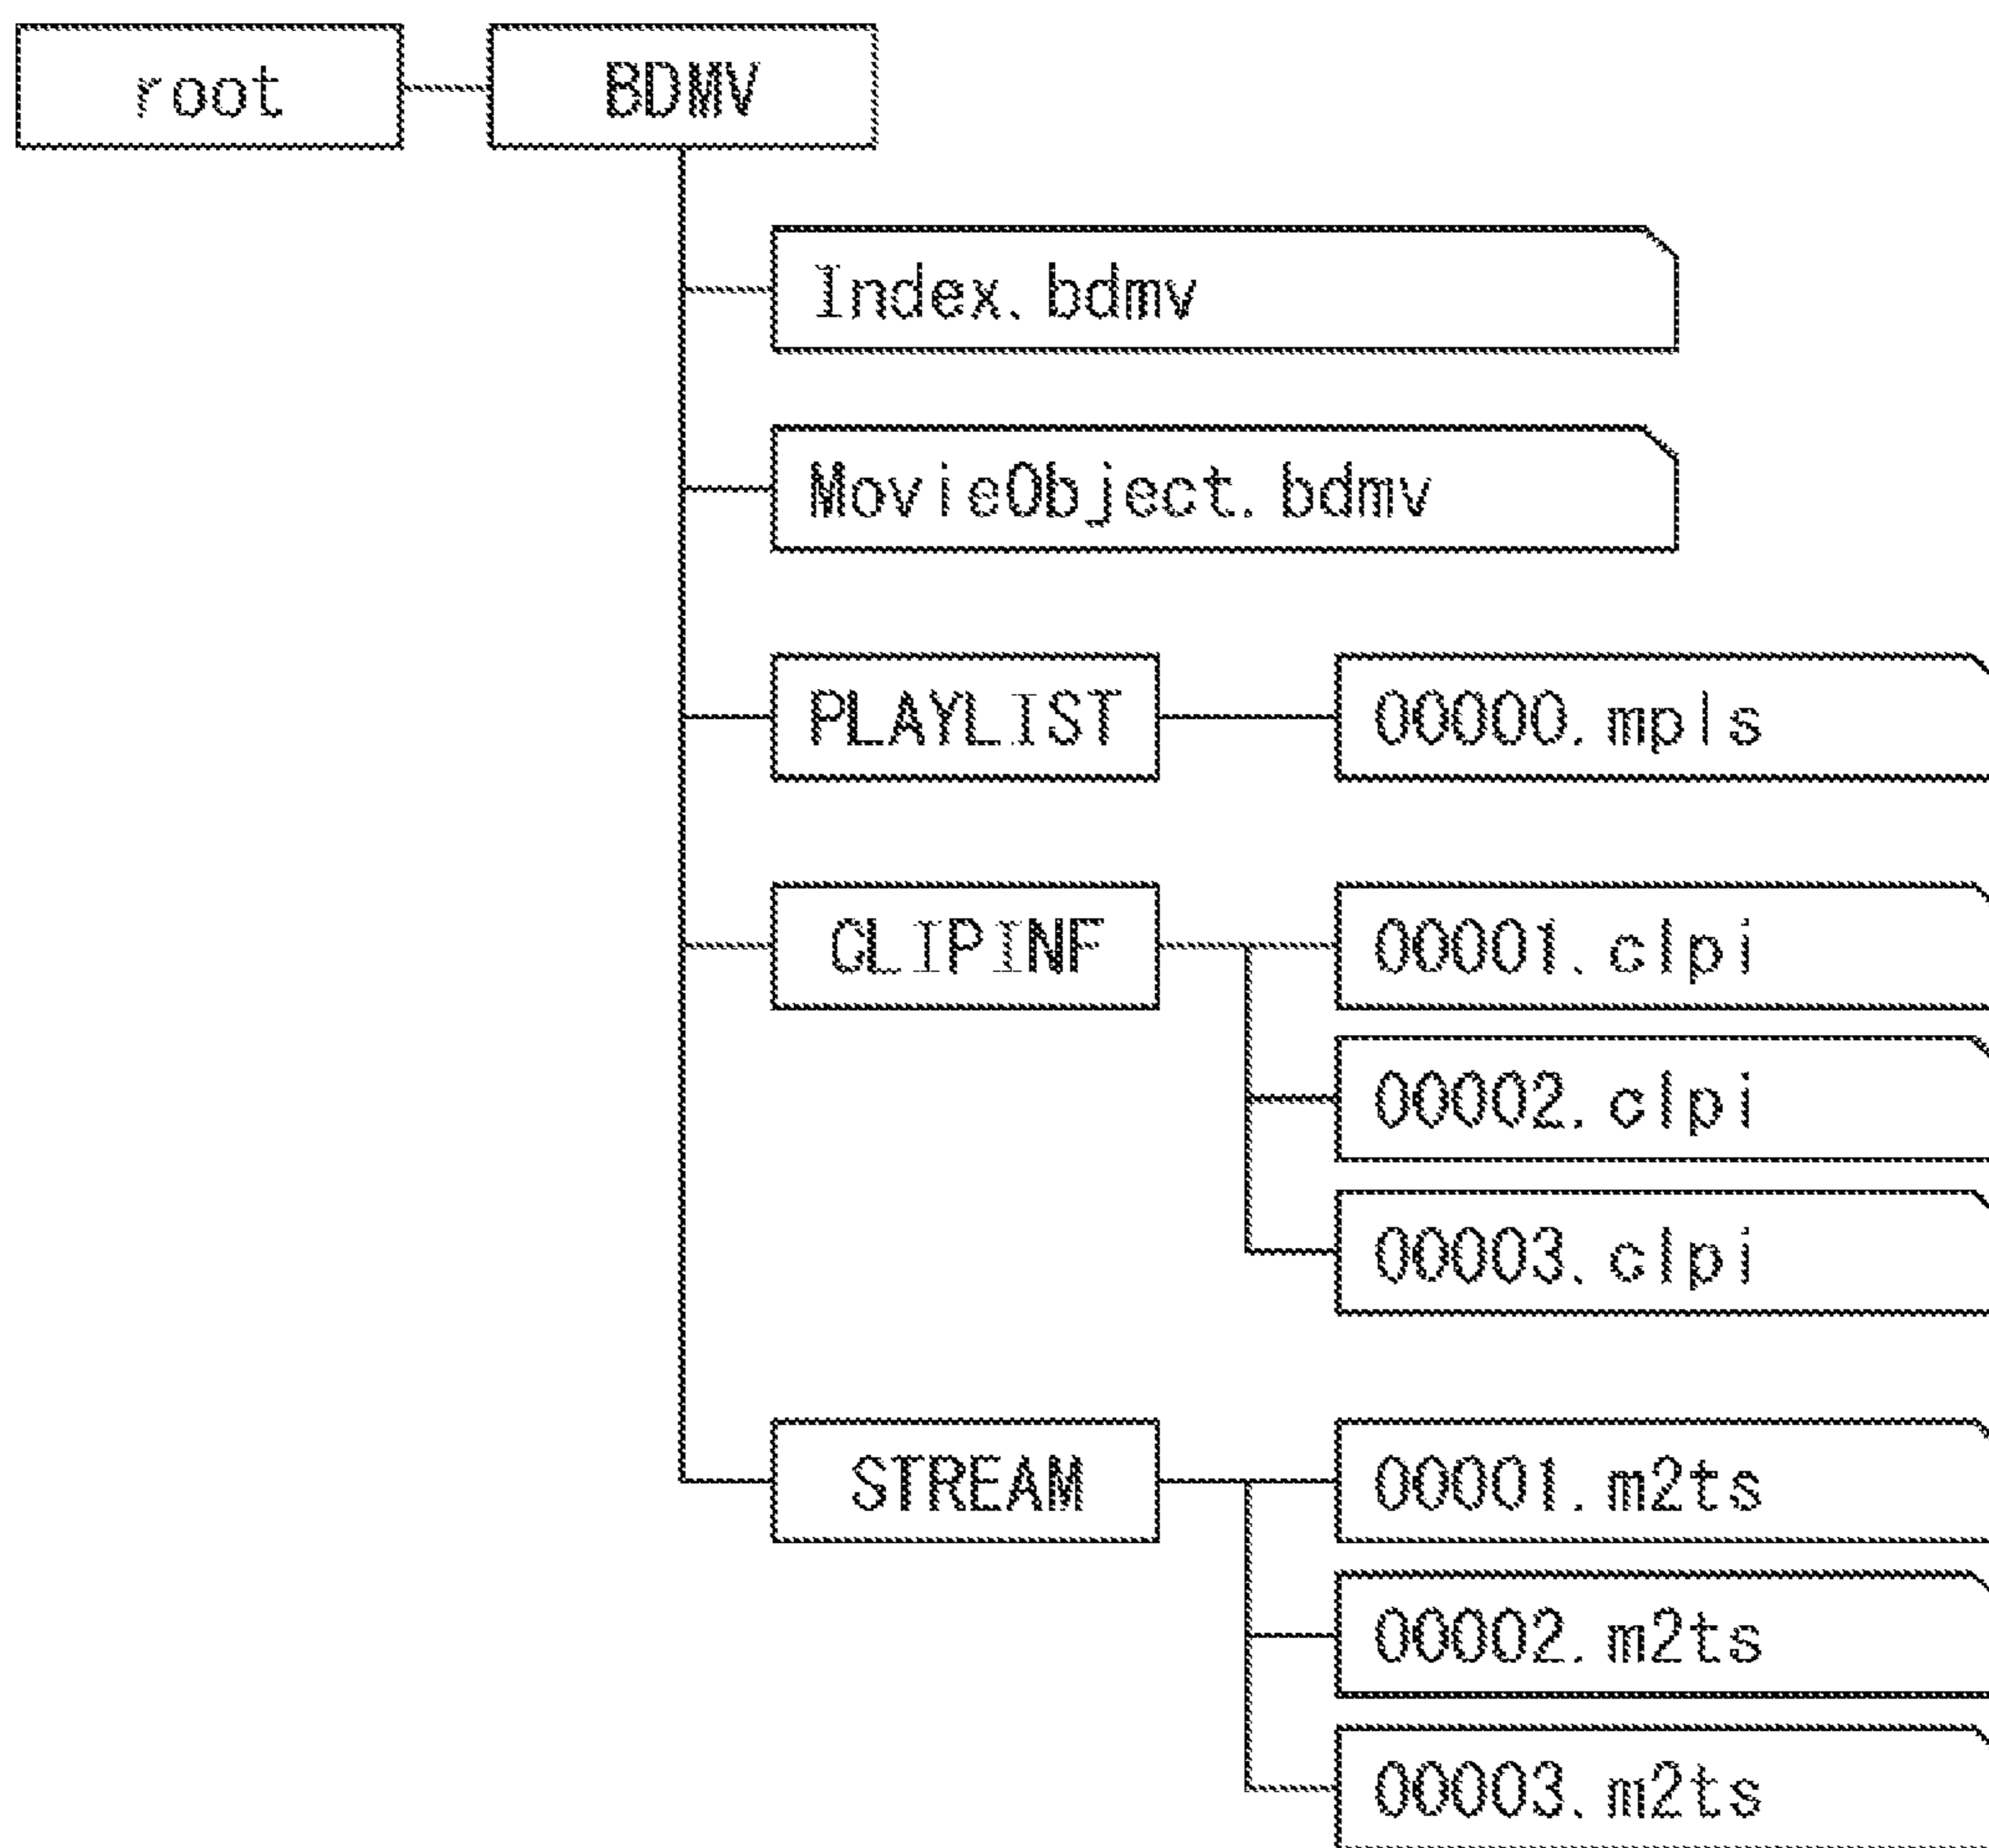 root
BDMV
Index.bdmv
MovieObject.bdmv
PLAYLIST
00000.mpls
CLIPINF
00001.clpi
00002.clpi
00003.clpi
STREAM
00001.m2ts
00002.m2ts
00003.m2ts